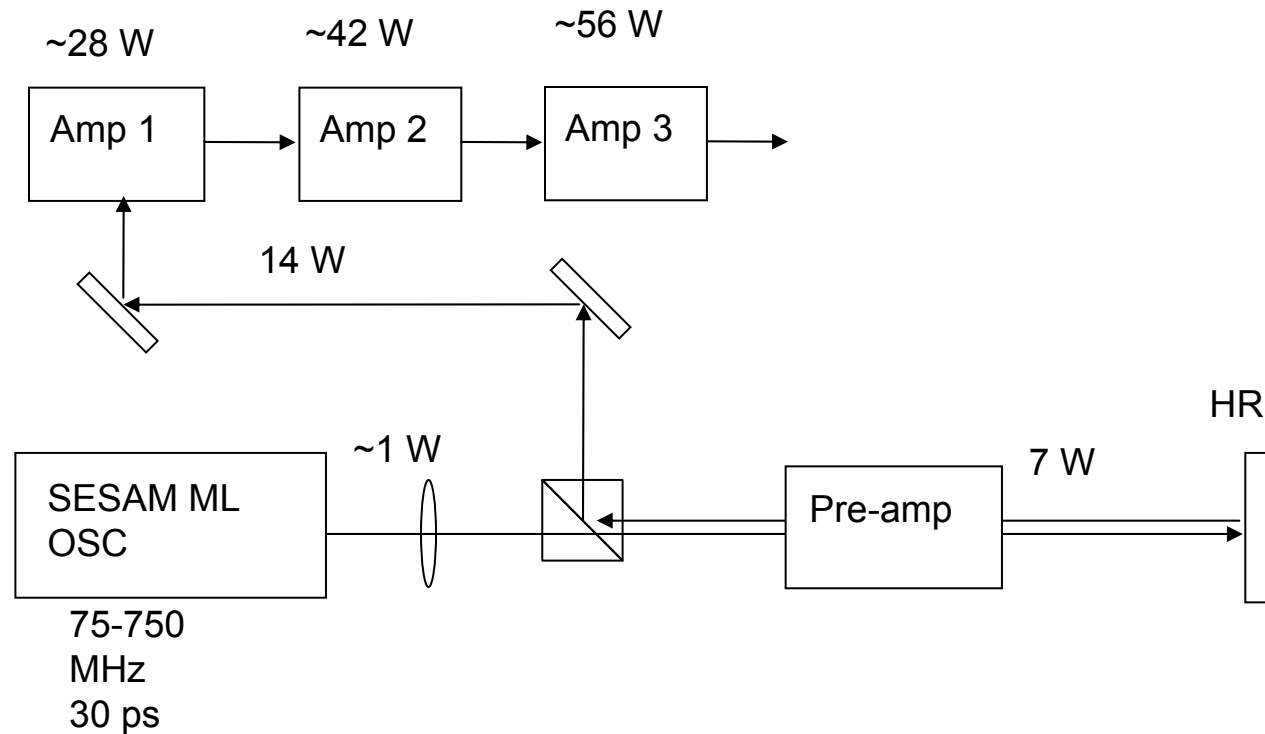 ~28 W
~42 W
~56 W
Amp 1
Amp 2
Amp 3
14 W
HR
~1 W
7 W
SESAM ML
OSC
Pre-amp
75-750
MHz
30 ps